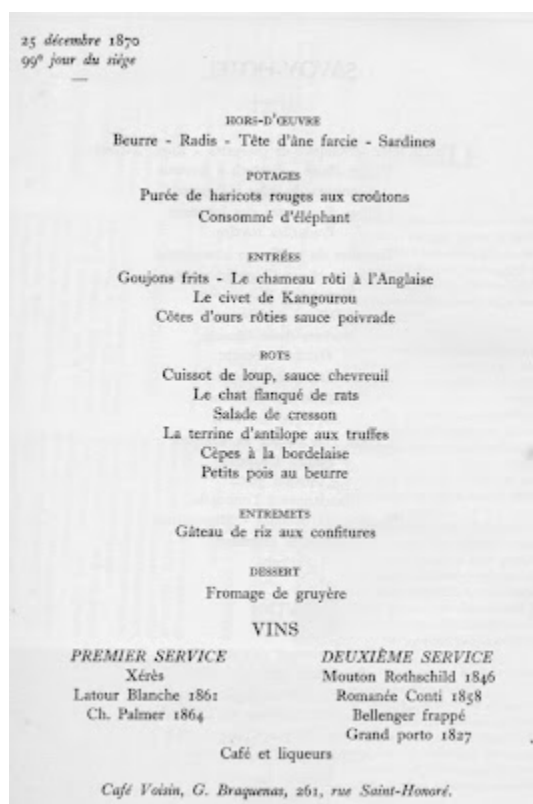 25 décembre 1870
99e jour du siége
HORS-D'ŒUVRE
Beurre - Radis - Tête d'âne farcie - Sardines
POTAGES
Purée de haricots rouges aux croûtons
Consommé d'éléphant
ENTRÉES
Goujons frits - Le chameau rôti à l'Anglaise
Le civet de Kangourou
Côtes d'ours rôties sauce poivrade
ROTS
Cuissot de loup, sauce chevreuil
Le chat flanqué de rats
Salade de cresson
La terrine d'antilope aux truffes
Cèpes à la bordelaise
Petits pois au beurre
ENTREMETS
Gâteau de riz aux confitures
DESSERT
Fromage de gruyère
VINS
PREMIER SERVICE
Xérès
Latour Blanche 1861
Ch. Palmer 1864
DEUXIÈME SERVICE
Mouton Rothschild 1846
Romanée Conti 1858
Bellenger frappé
Grand porto 1827
Café et liqueurs
Café Voisin, G. Braquenas, 261, rue Saint-Honoré.